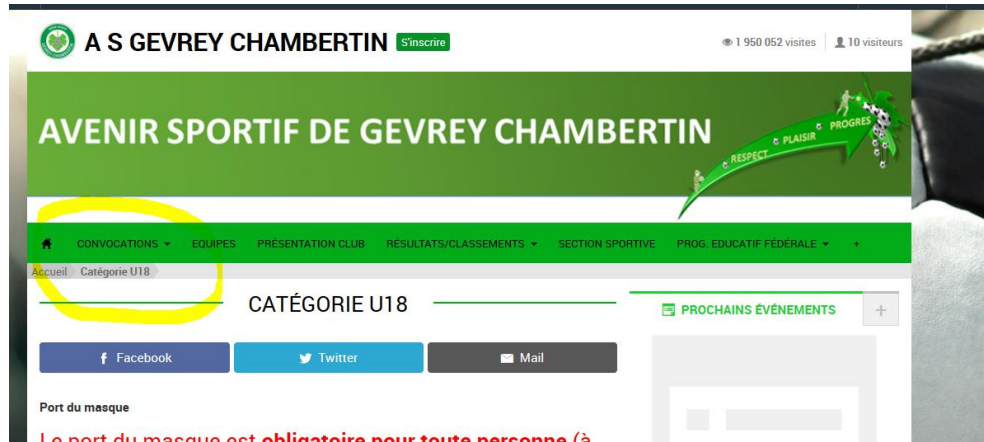 A S GEVREY CHAMBERTIN S'inscrire 1 950 052 visites 10 visiteurs
AVENIR SPORTIF DE GEVREY CHAMBERTIN
RESPECT PLAISIR PROGRES
CONVOCATIONS EQUIPES PRÉSENTATION CLUB RÉSULTATS/CLASSEMENTS SECTION SPORTIVE PROG. EDUCATIF FÉDÉRALE +
Accueil Catégorie U18
CATÉGORIE U18
PROCHAINS ÉVÉNEMENTS +
Facebook Twitter Mail
Port du masque
Le port du masque est obligatoire pour toute personne (à